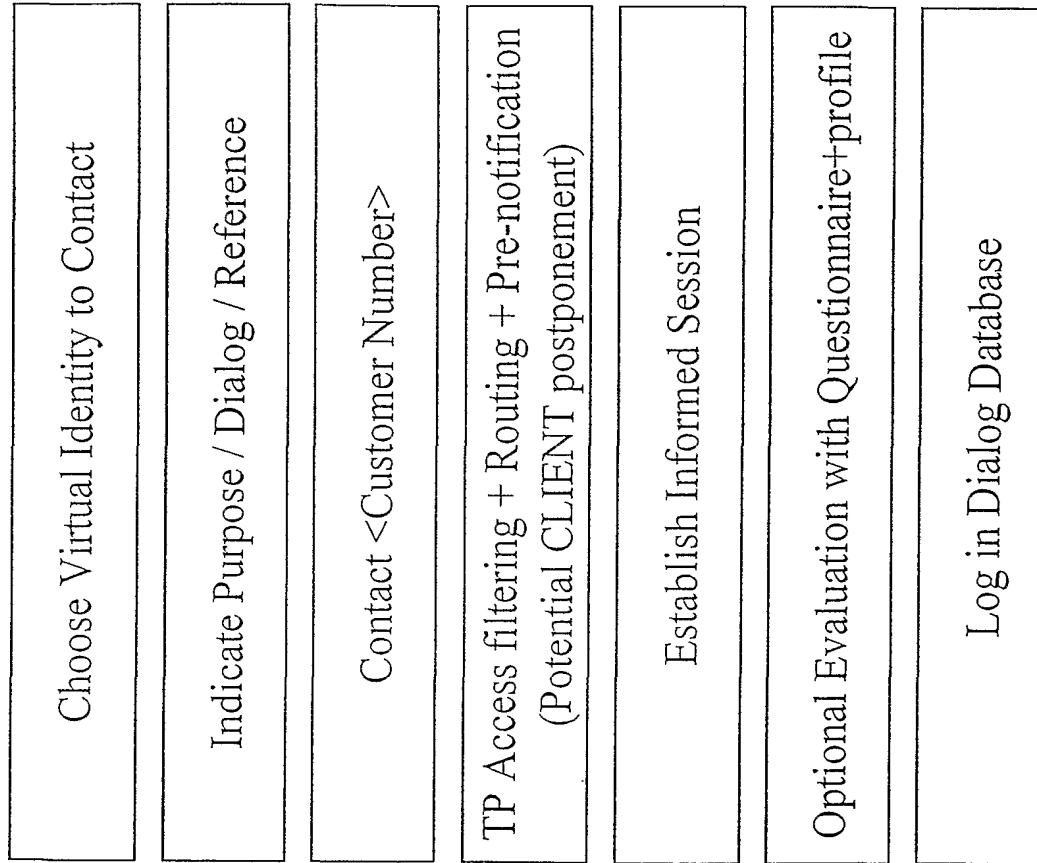 Choose Virtual Identity to Contact
Indicate Purpose / Dialog / Reference
Contact <Customer Number>
TP Access filtering + Routing + Pre-notification
(Potential CLIENT postponement)
Establish Informed Session
Optional Evaluation with Questionnaire+profile
Log in Dialog Database